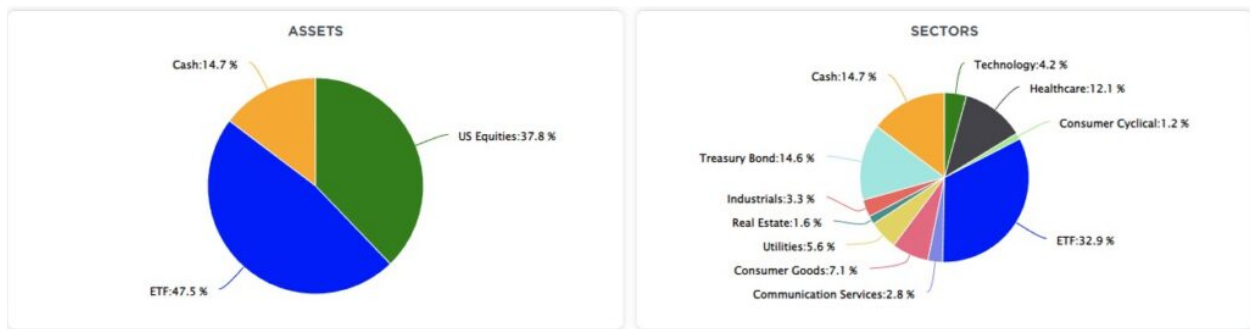 ASSETS
Cash:14.7 %
US Equities:37.8 %
ETF:47.5 %
SECTORS
Cash:14.7 %
Technology:4.2 %
Healthcare:12.1 %
Consumer Cyclical:1.2 %
Treasury Bond:14.6 %
Industrials:3.3 %
Real Estate:1.6 %
Utilities:5.6 %
ETF:32.9 %
Consumer Goods:7.1 %
Communication Services:2.8 %